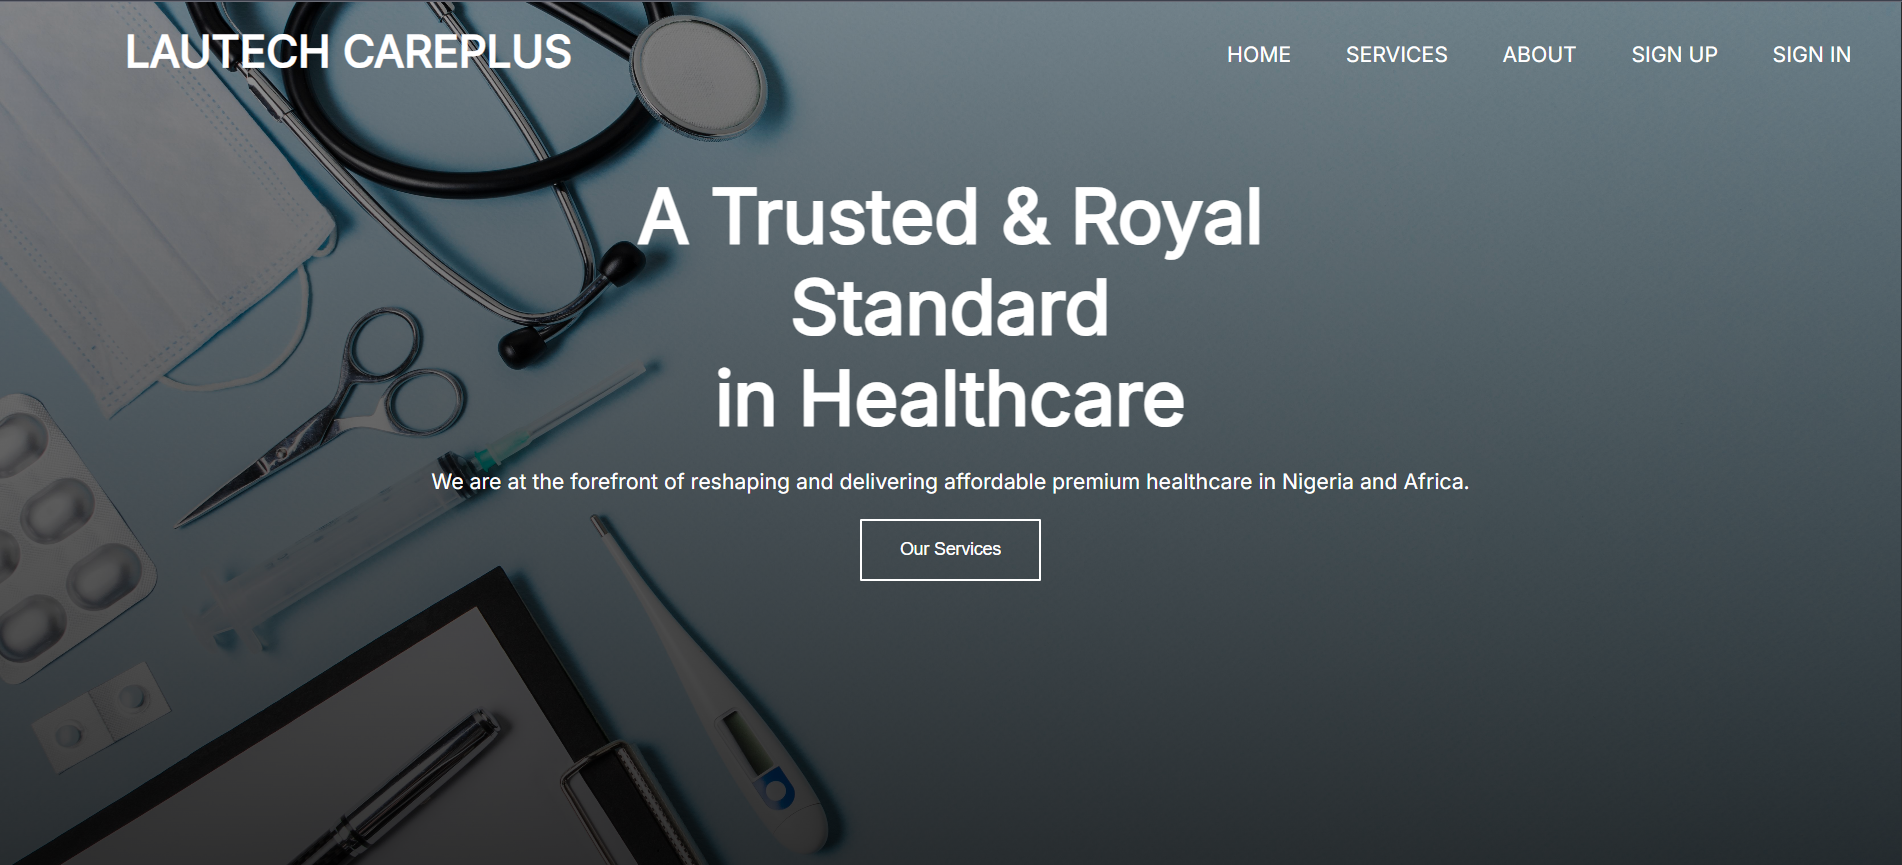 LAUTECH CAREPLUS
HOME SERVICES ABOUT SIGN UP SIGN IN
A Trusted & Royal
Standard
in Healthcare
We are at the forefront of reshaping and delivering affordable premium healthcare in Nigeria and Africa.
Our Services